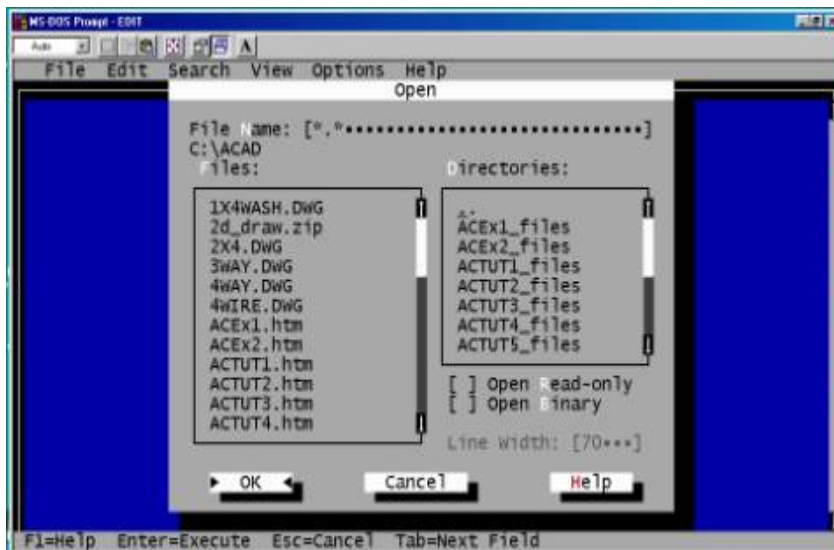 MS-DOS Prompt - EDIT
Auto A
File Edit Search View Options Help
Open
File Name: [*.*••••••••••••••••••••••••••••••]
C:\ACAD
Files:
Directories:
1X4WASH.DWG
2d_draw.zip
2X4.DWG
3WAY.DWG
4WAY.DWG
4WIRE.DWG
ACEx1.htm
ACEx2.htm
ACTUT1.htm
ACTUT2.htm
ACTUT3.htm
ACTUT4.htm
..
ACEx1_files
ACEx2_files
ACTUT1_files
ACTUT2_files
ACTUT3_files
ACTUT4_files
ACTUT5_files
[ ] Open Read-only
[ ] Open Binary
Line Width: [70•••]
OK Cancel Help
F1=Help Enter=Execute Esc=Cancel Tab=Next Field